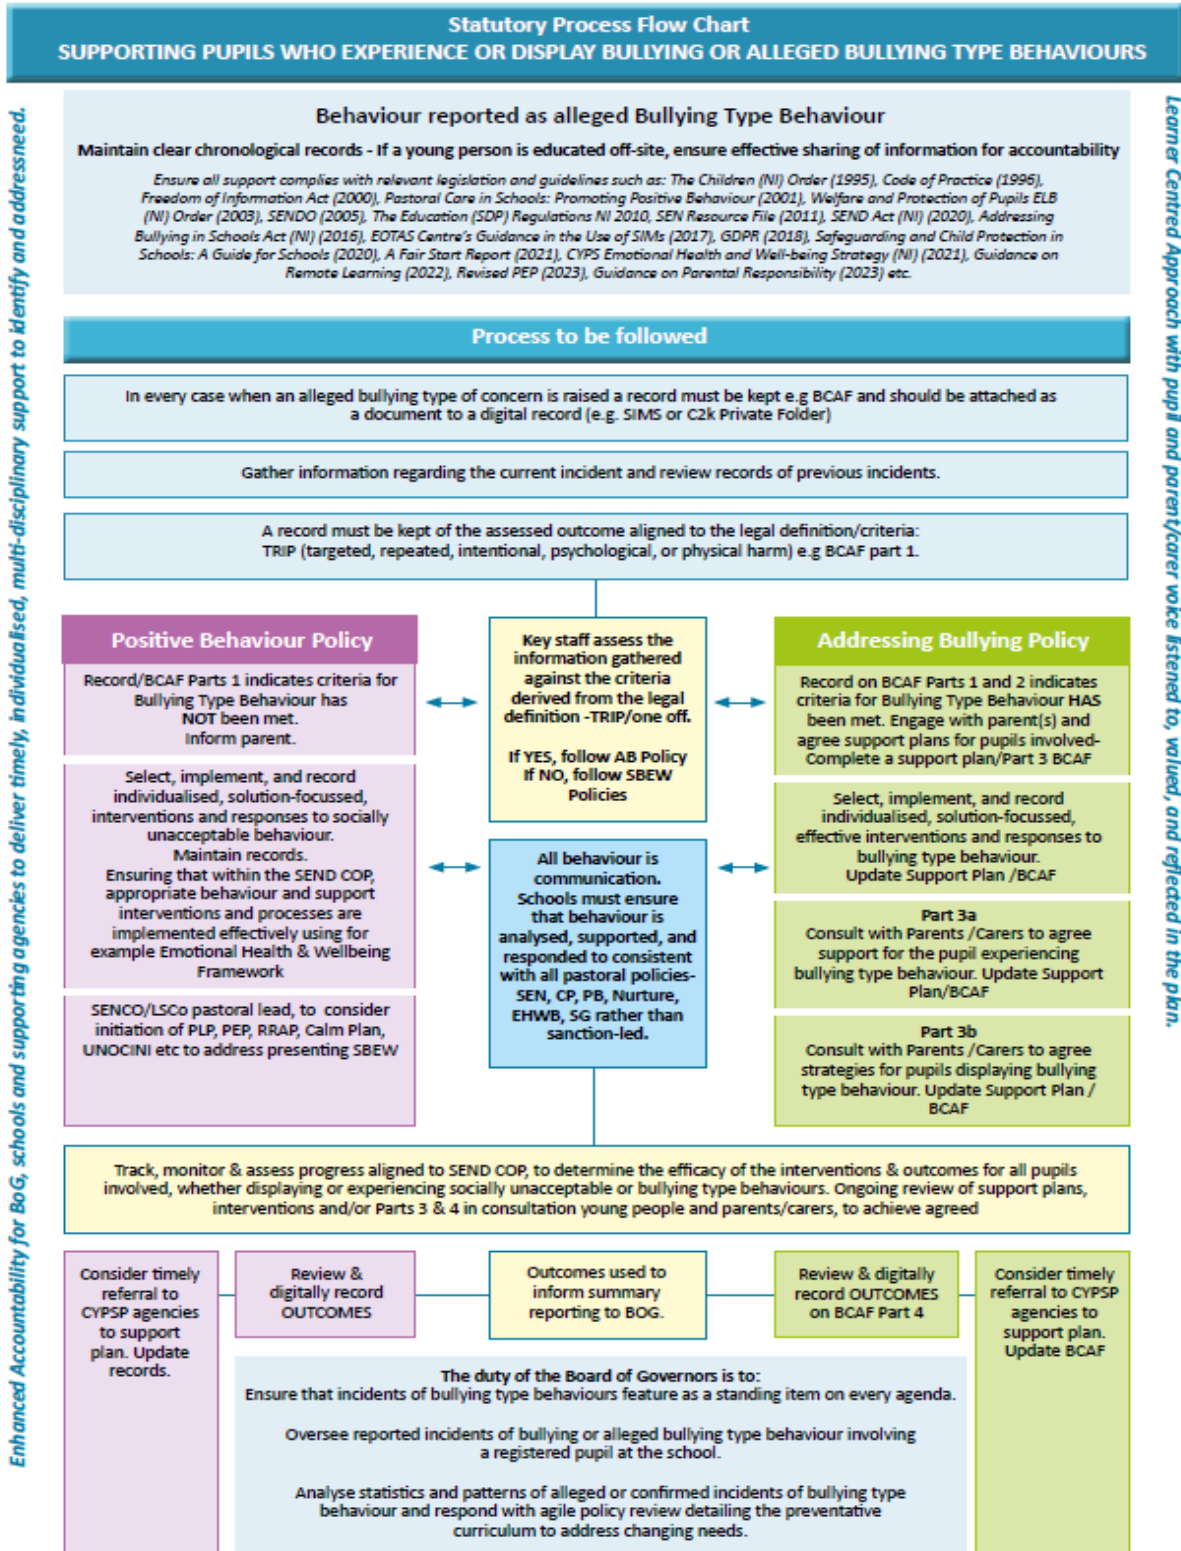 Statutory Process Flow Chart
SUPPORTING PUPILS WHO EXPERIENCE OR DISPLAY BULLYING OR ALLEGED BULLYING TYPE BEHAVIOURS
Enhanced Accountability for BoG, schools and supporting agencies to deliver timely, individualised, multi-disciplinary support to identify and addressneed.
Learner Centred Approach with pupil and parent/carer voice listened to, valued, and reflected in the plan.
Behaviour reported as alleged Bullying Type Behaviour
Maintain clear chronological records - If a young person is educated off-site, ensure effective sharing of information for accountability
Ensure all support complies with relevant legislation and guidelines such as: The Children (NI) Order (1995), Code of Practice (1996),
Freedom of Information Act (2000), Pastoral Care in Schools: Promoting Positive Behaviour (2001), Welfare and Protection of Pupils ELB
(NI) Order (2003), SENDO (2005), The Education (SDP) Regulations NI 2010, SEN Resource File (2011), SEND Act (NI) (2020), Addressing
Bullying in Schools Act (NI) (2016), EOTAS Centre's Guidance in the Use of SIMs (2017), GDPR (2018), Safeguarding and Child Protection in
Schools: A Guide for Schools (2020), A Fair Start Report (2021), CYPS Emotional Health and Well-being Strategy (NI) (2021), Guidance on
Remote Learning (2022), Revised PEP (2023), Guidance on Parental Responsibility (2023) etc.
Process to be followed
In every case when an alleged bullying type of concern is raised a record must be kept e.g BCAF and should be attached as
a document to a digital record (e.g. SIMS or C2k Private Folder)
Gather information regarding the current incident and review records of previous incidents.
A record must be kept of the assessed outcome aligned to the legal definition/criteria:
TRIP (targeted, repeated, intentional, psychological, or physical harm) e.g BCAF part 1.
Positive Behaviour Policy
Record/BCAF Parts 1 indicates criteria for
Bullying Type Behaviour has
NOT been met.
Inform parent.
Select, implement, and record
individualised, solution-focussed,
interventions and responses to socially
unacceptable behaviour.
Maintain records.
Ensuring that within the SEND COP,
appropriate behaviour and support
interventions and processes are
implemented effectively using for
example Emotional Health & Wellbeing
Framework
SENCO/LSCo pastoral lead, to consider
initiation of PLP, PEP, RRAP, Calm Plan,
UNOCINI etc to address presenting SBEW
Key staff assess the
information gathered
against the criteria
derived from the legal
definition -TRIP/one off.
If YES, follow AB Policy
If NO, follow SBEW
Policies
All behaviour is
communication.
Schools must ensure
that behaviour is
analysed, supported, and
responded to consistent
with all pastoral policies-
SEN, CP, PB, Nurture,
EHWB, SG rather than
sanction-led.
Addressing Bullying Policy
Record on BCAF Parts 1 and 2 indicates
criteria for Bullying Type Behaviour HAS
been met. Engage with parent(s) and
agree support plans for pupils involved-
Complete a support plan/Part 3 BCAF
Select, implement, and record
individualised, solution-focussed,
effective interventions and responses to
bullying type behaviour.
Update Support Plan /BCAF
Part 3a
Consult with Parents /Carers to agree
support for the pupil experiencing
bullying type behaviour. Update Support
Plan/BCAF
Part 3b
Consult with Parents /Carers to agree
strategies for pupils displaying bullying
type behaviour. Update Support Plan /
BCAF
Track, monitor & assess progress aligned to SEND COP, to determine the efficacy of the interventions & outcomes for all pupils
involved, whether displaying or experiencing socially unacceptable or bullying type behaviours. Ongoing review of support plans,
interventions and/or Parts 3 & 4 in consultation young people and parents/carers, to achieve agreed
Consider timely
referral to
CYPSP agencies
to support
plan. Update
records.
Review &
digitally record
OUTCOMES
Outcomes used to
inform summary
reporting to BOG.
Review & digitally
record OUTCOMES
on BCAF Part 4
Consider timely
referral to CYPSP
agencies to
support plan.
Update BCAF
The duty of the Board of Governors is to:
Ensure that incidents of bullying type behaviours feature as a standing item on every agenda.
Oversee reported incidents of bullying or alleged bullying type behaviour involving
a registered pupil at the school.
Analyse statistics and patterns of alleged or confirmed incidents of bullying type
behaviour and respond with agile policy review detailing the preventative
curriculum to address changing needs.